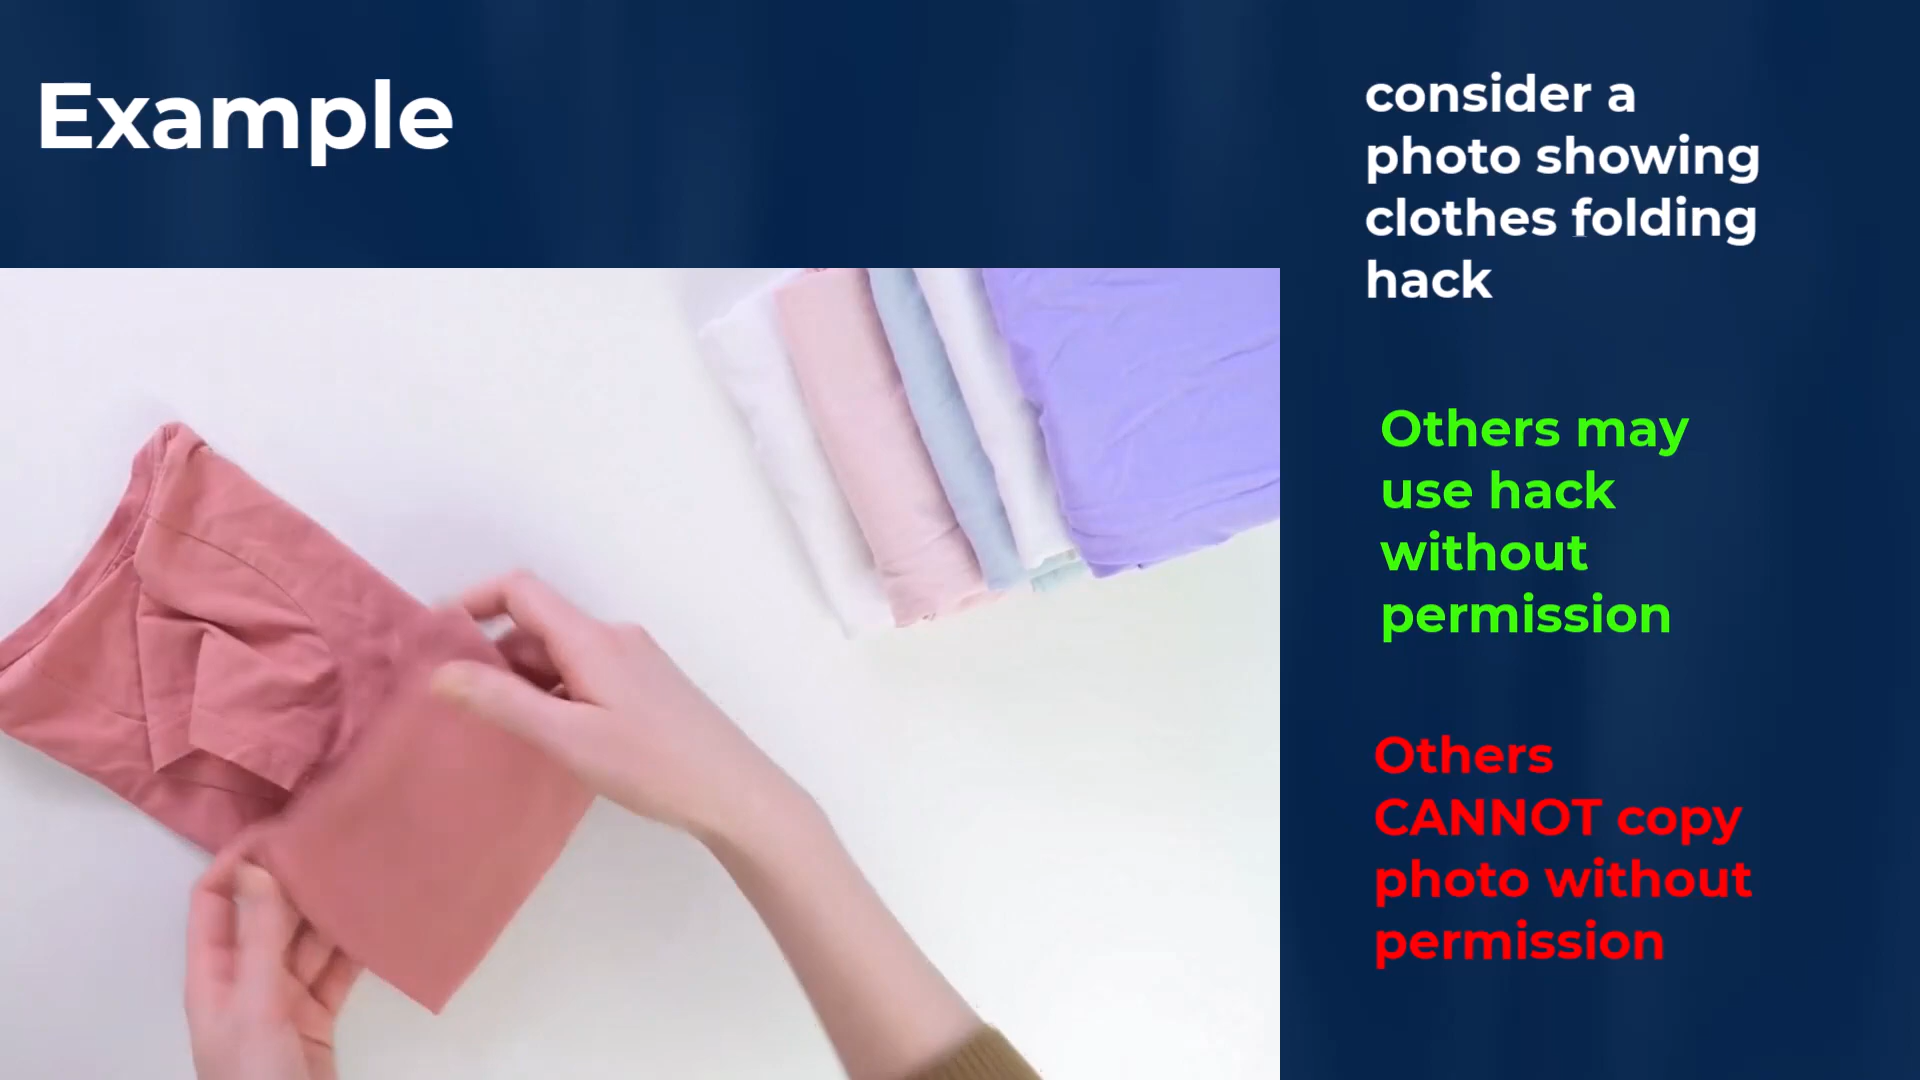 Example
consider a
photo showing
clothes folding
hack
Others may
use hack
without
permission
Others
CANNOT copy
photo without
permission